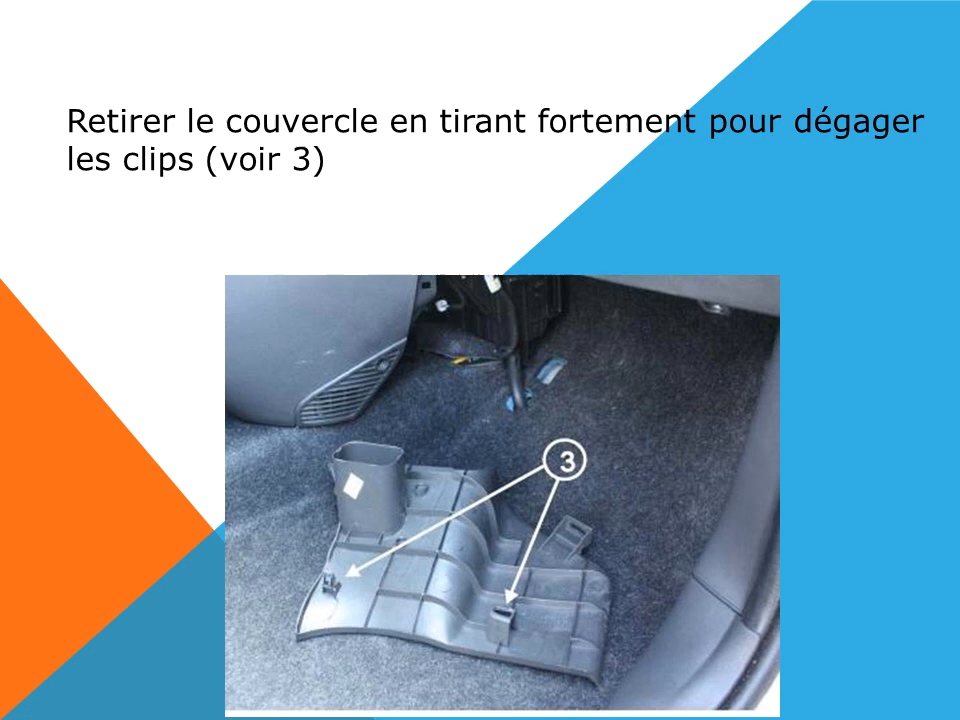 Retirer le couvercle en tirant fortement pour dégager
les clips (voir 3)
3